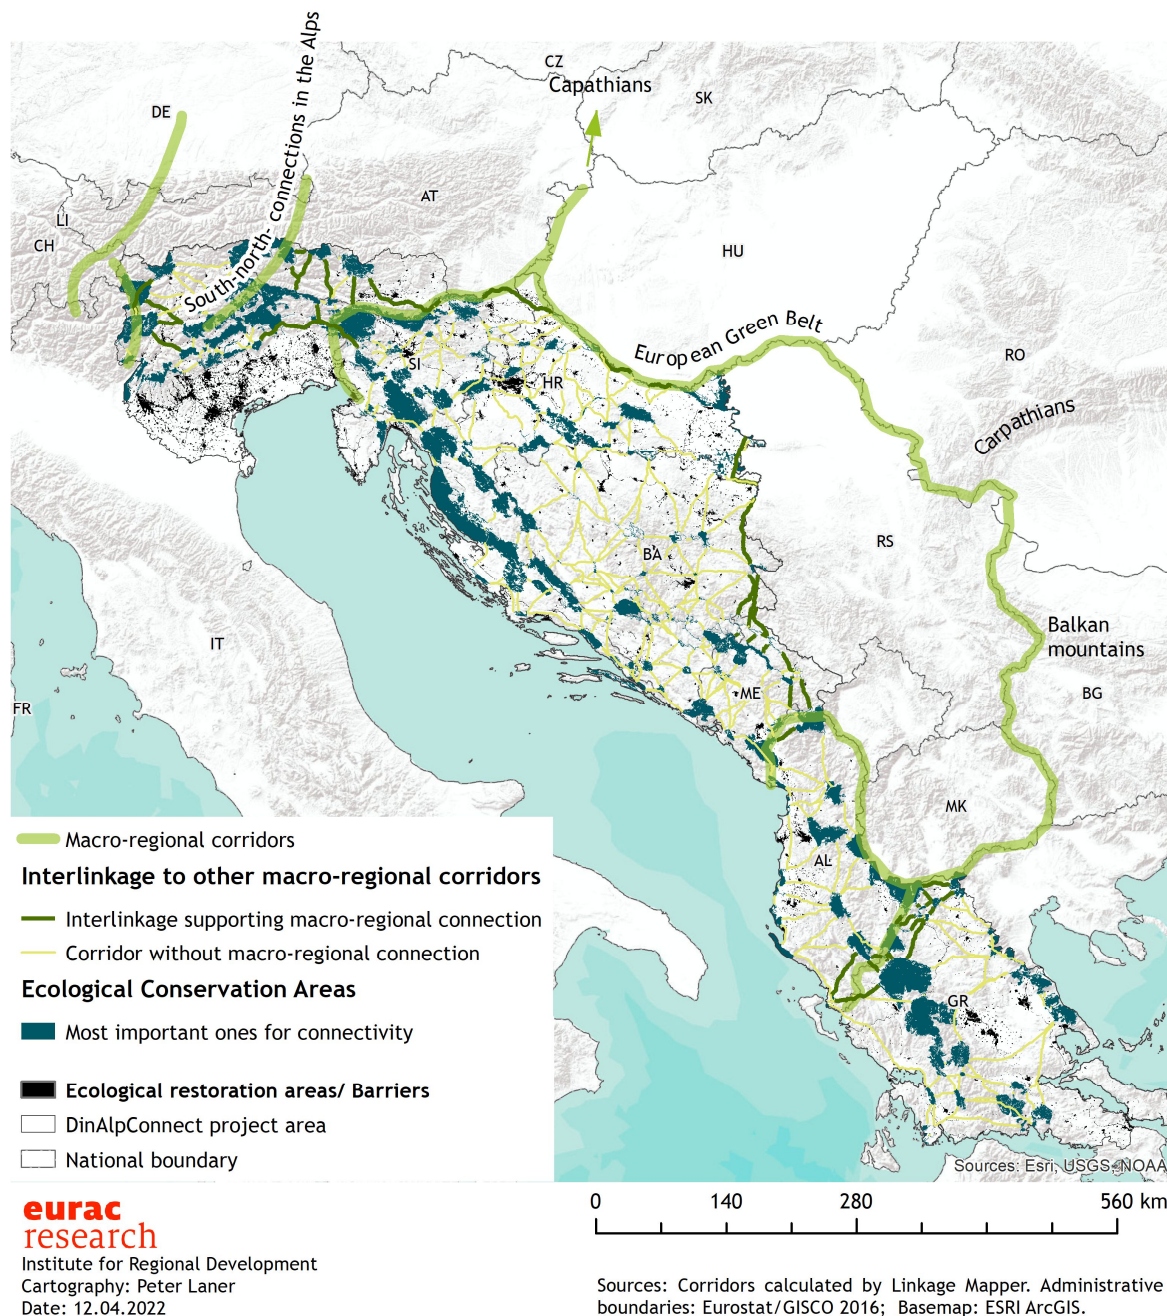 CZ
Capathians
SK
DE
South-north- connections in the Alps
AT
LI
CH
HU
European Green Belt
RO
Carpathians
SI
HR
BA
RS
IT
Balkan
mountains
ME
BG
FR
MK
AL
GR
Macro-regional corridors
Interlinkage to other macro-regional corridors
Interlinkage supporting macro-regional connection
Corridor without macro-regional connection
Ecological Conservation Areas
Most important ones for connectivity
Ecological restoration areas/ Barriers
DinAlpConnect project area
National boundary
Sources: Esri, USGS, NOAA
eurac
research
Institute for Regional Development
Cartography: Peter Laner
Date: 12.04.2022
0 140 280 560 km
Sources: Corridors calculated by Linkage Mapper. Administrative
boundaries: Eurostat/GISCO 2016; Basemap: ESRI ArcGIS.